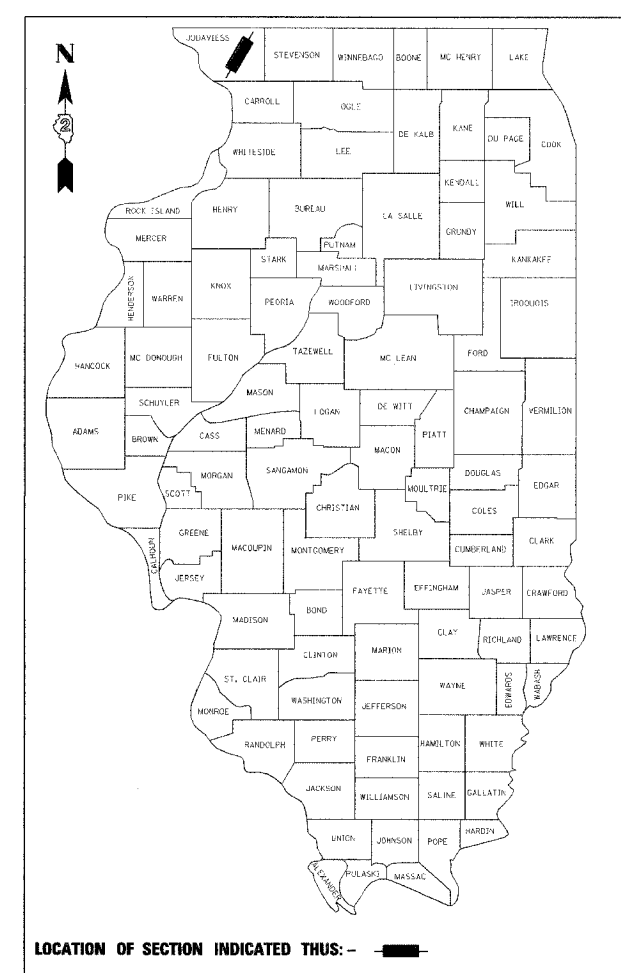 JODAVIESS STEVENSON WINNEBAGO BOONE MC HENRY LAKE
N
CARROLL OGLE
2
DE KALB KANE DU PAGE COOK
WHITESIDE LEE
KENDALL
ROCK ISLAND HENRY BUREAU LA SALLE WILL
GRUNDY
MERCER PUTNAM
STARK MARSHALL KANKAKEE
KNOX LIVINGSTON
HENDERSON WARREN PEORIA WOODFORD IROQUOIS
HANCOCK MC DONOUGH FULTON TAZEWELL MC LEAN FORD
MASON
SCHUYLER LOGAN DE WITT
ADAMS BROWN CASS MENARD PIATT CHAMPAIGN VERMILION
MACON
SANGAMON DOUGLAS
PIKE SCOTT MORGAN MOULTRIE EDGAR
CHRISTIAN COLES
GREENE MACOUPIN MONTGOMERY SHELBY
CALHOUN CUMBERLAND CLARK
JERSEY
FAYETTE EFFINGHAM JASPER CRAWFORD
MADISON BOND
CLAY RICHLAND LAWRENCE
CLINTON MARION
ST. CLAIR WAYNE EDWARDS WABASH
WASHINGTON JEFFERSON
MONROE
RANDOLPH PERRY HAMILTON WHITE
FRANKLIN
JACKSON WILLIAMSON SALINE GALLATIN
UNION JOHNSON POPE HARDIN
ALEXANDER PULASKI MASSAC
LOCATION OF SECTION INDICATED THUS: -